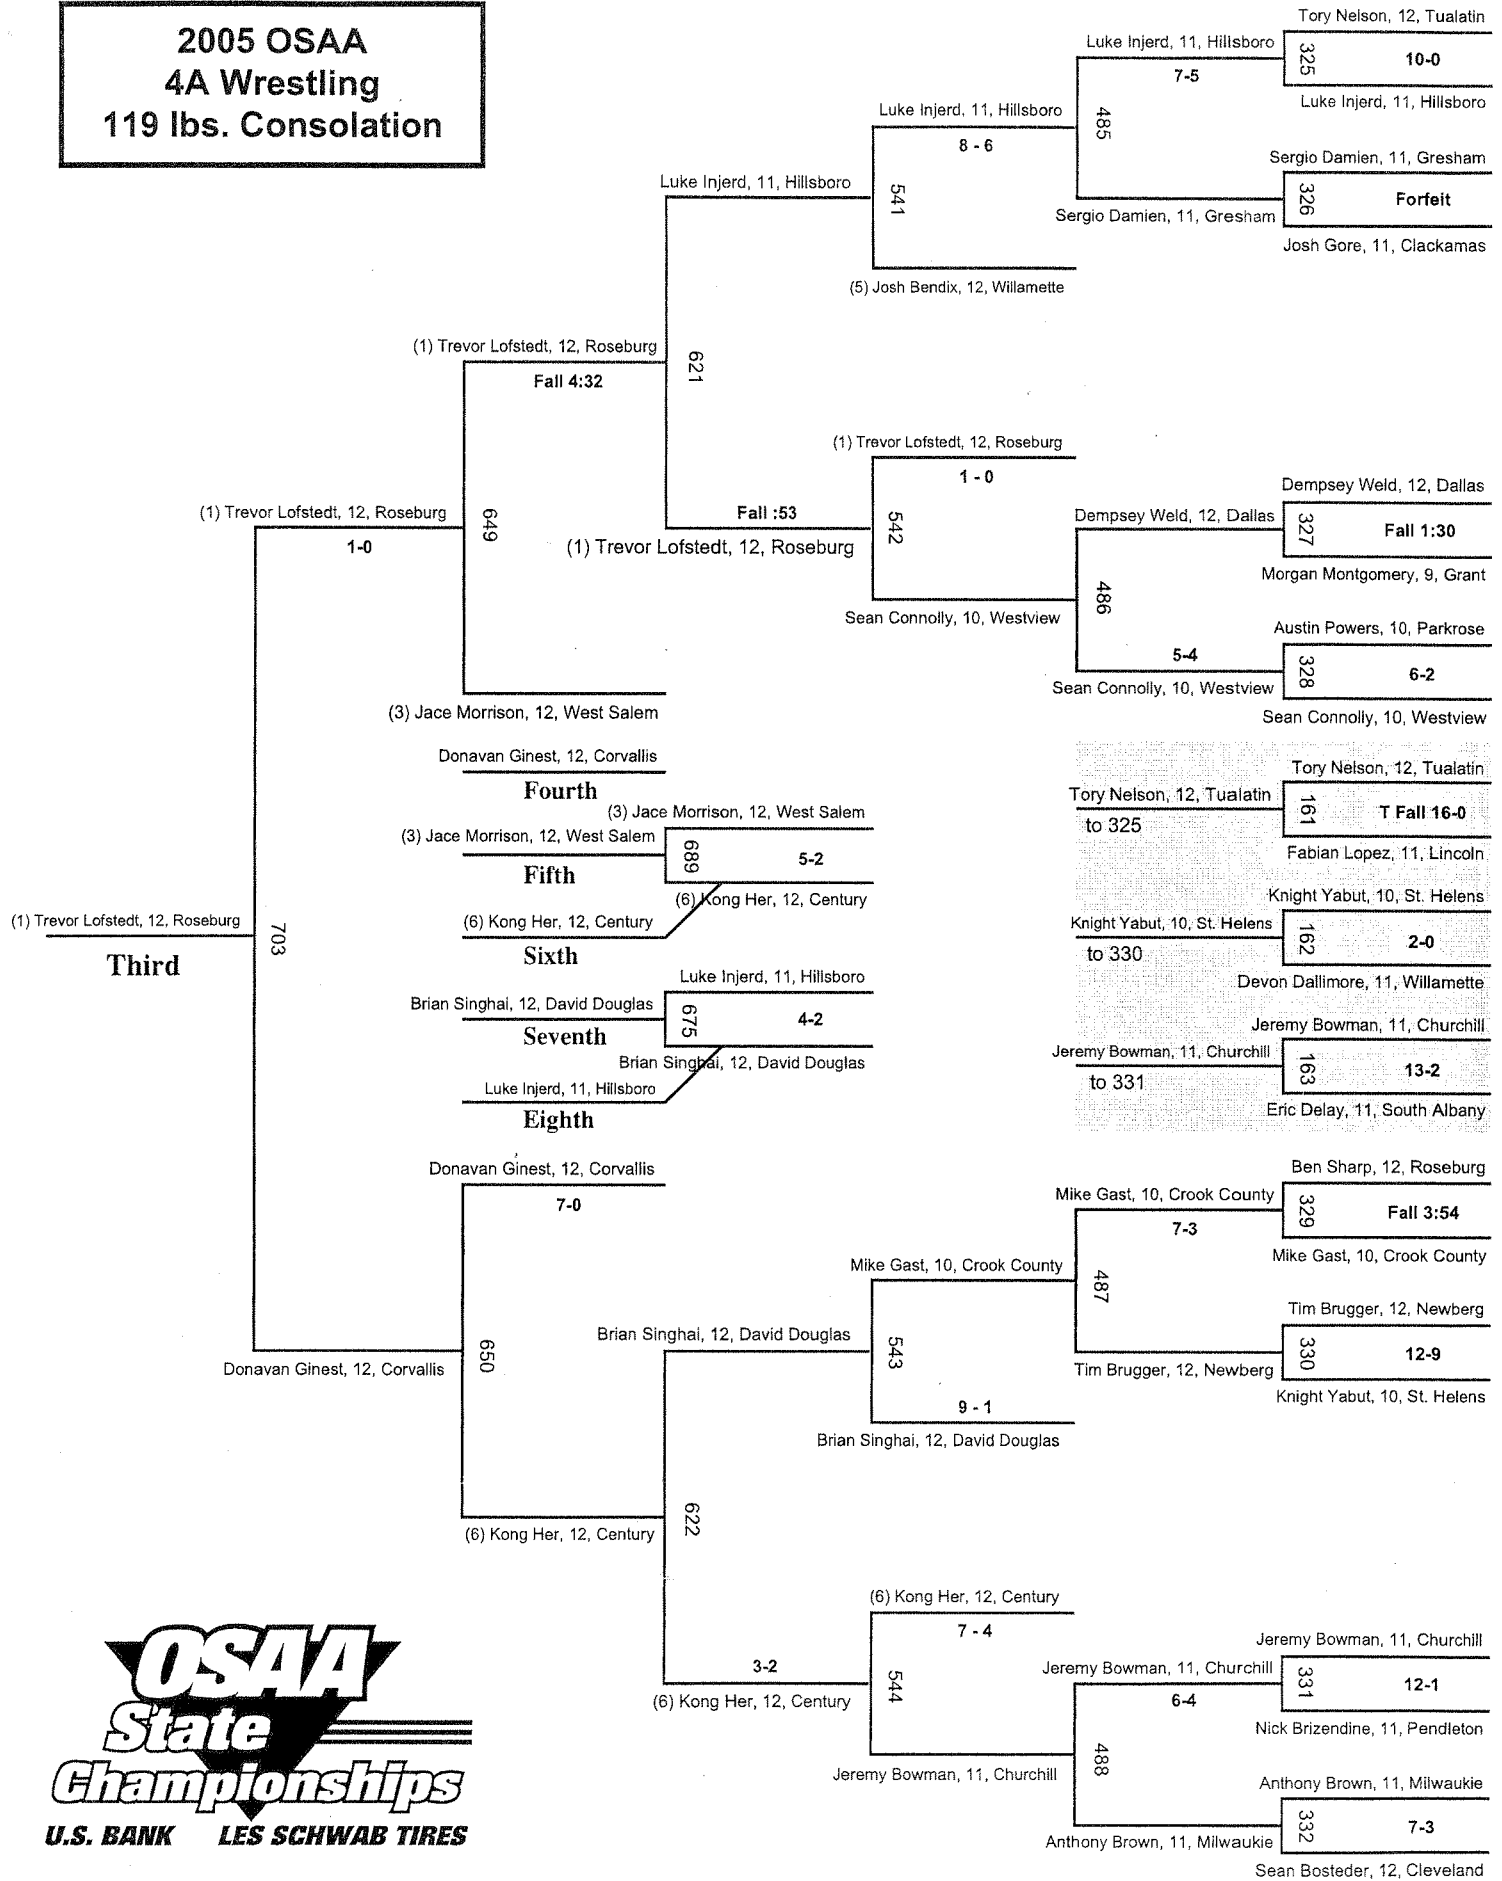 2005 OSAA
4A Wrestling
119 lbs. Consolation
Tory Nelson, 12, Tualatin
Luke Injerd, 11, Hillsboro
325
10-0
7-5
Luke Injerd, 11, Hillsboro
Luke Injerd, 11, Hillsboro
485
8 - 6
Sergio Damien, 11, Gresham
Luke Injerd, 11, Hillsboro
541
326
Forfeit
Sergio Damien, 11, Gresham
Josh Gore, 11, Clackamas
(5) Josh Bendix, 12, Willamette
(1) Trevor Lofstedt, 12, Roseburg
621
Fall 4:32
(1) Trevor Lofstedt, 12, Roseburg
1 - 0
Dempsey Weld, 12, Dallas
(1) Trevor Lofstedt, 12, Roseburg
649
Fall :53
542
Dempsey Weld, 12, Dallas
327
Fall 1:30
1-0
(1) Trevor Lofstedt, 12, Roseburg
Morgan Montgomery, 9, Grant
486
Sean Connolly, 10, Westview
Austin Powers, 10, Parkrose
5-4
328
6-2
Sean Connolly, 10, Westview
(3) Jace Morrison, 12, West Salem
Sean Connolly, 10, Westview
Donavan Ginest, 12, Corvallis
Fourth
Tory Nelson, 12, Tualatin
Tory Nelson, 12, Tualatin
161
T Fall 16-0
to 325
Fabian Lopez, 11, Lincoln
(3) Jace Morrison, 12, West Salem
(3) Jace Morrison, 12, West Salem
689
5-2
Fifth
(6) Kong Her, 12, Century
Knight Yabut, 10, St. Helens
(6) Kong Her, 12, Century
Knight Yabut, 10, St. Helens
162
2-0
Sixth
to 330
Devon Dallimore, 11, Willamette
(1) Trevor Lofstedt, 12, Roseburg
703
Third
Luke Injerd, 11, Hillsboro
Brian Singhai, 12, David Douglas
675
4-2
Seventh
Brian Singhai, 12, David Douglas
Jeremy Bowman, 11, Churchill
Jeremy Bowman, 11, Churchill
163
13-2
to 331
Eric Delay, 11, South Albany
Luke Injerd, 11, Hillsboro
Eighth
Donavan Ginest, 12, Corvallis
7-0
Ben Sharp, 12, Roseburg
Mike Gast, 10, Crook County
329
Fall 3:54
7-3
Mike Gast, 10, Crook County
Mike Gast, 10, Crook County
487
Tim Brugger, 12, Newberg
Brian Singhai, 12, David Douglas
543
330
12-9
650
Donavan Ginest, 12, Corvallis
Tim Brugger, 12, Newberg
Knight Yabut, 10, St. Helens
9 - 1
Brian Singhai, 12, David Douglas
622
(6) Kong Her, 12, Century
(6) Kong Her, 12, Century
7 - 4
Jeremy Bowman, 11, Churchill
3-2
544
Jeremy Bowman, 11, Churchill
331
12-1
6-4
(6) Kong Her, 12, Century
Nick Brizendine, 11, Pendleton
488
Jeremy Bowman, 11, Churchill
Anthony Brown, 11, Milwaukie
332
7-3
Anthony Brown, 11, Milwaukie
Sean Bosteder, 12, Cleveland
OSAA
State
Championships
U.S. BANK LES SCHWAB TIRES